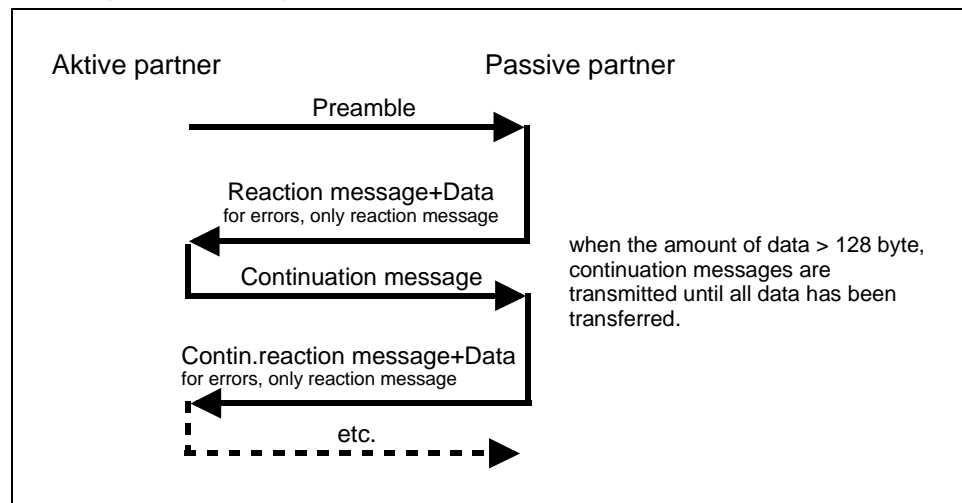 Aktive partner
Passive partner
Preamble
Reaction message+Data
for errors, only reaction message
Continuation message
when the amount of data > 128 byte,
continuation messages are
transmitted until all data has been
transferred.
Contin.reaction message+Data
for errors, only reaction message
etc.